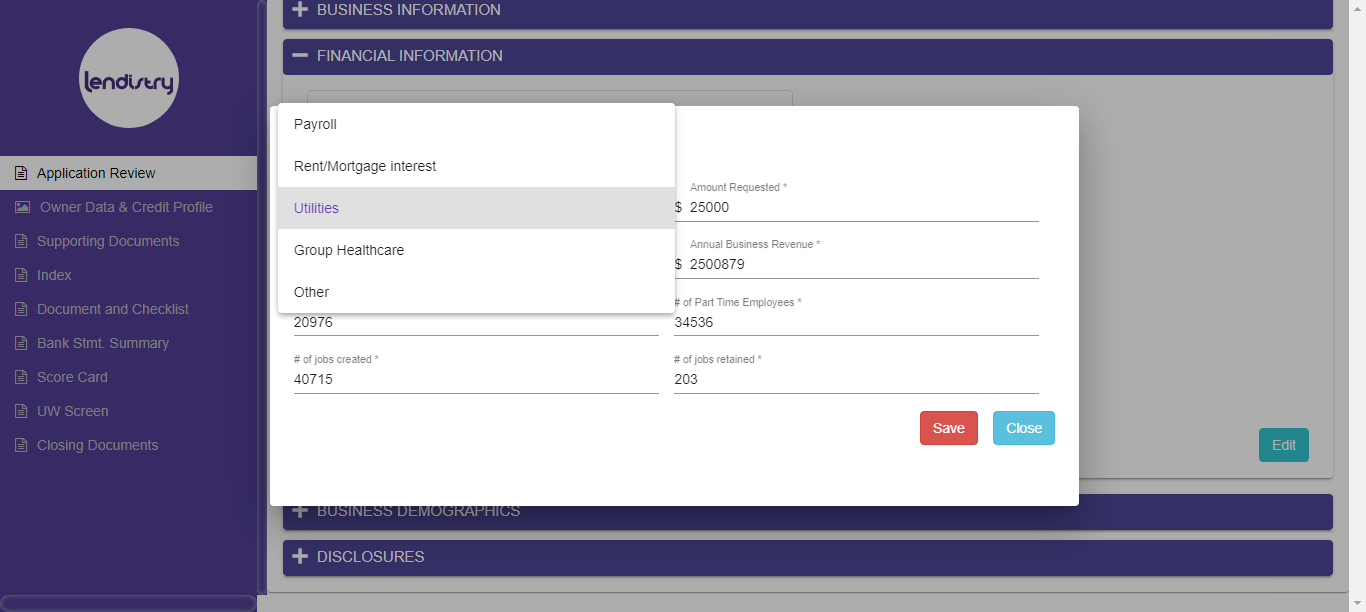 lendistry
Application Review
Owner Data & Credit Profile
Supporting Documents
Index
Document and Checklist
Bank Stmt. Summary
Score Card
UW Screen
Closing Documents
BUSINESS INFORMATION
FINANCIAL INFORMATION
Payroll
Rent/Mortgage interest
Utilities
Group Healthcare
Other
Amount Requested *
$ 25000
Annual Business Revenue *
$ 2500879
# of Part Time Employees *
20976
34536
# of jobs created *
# of jobs retained *
40715
203
Save
Close
Edit
BUSINESS DEMOGRAPHICS
DISCLOSURES